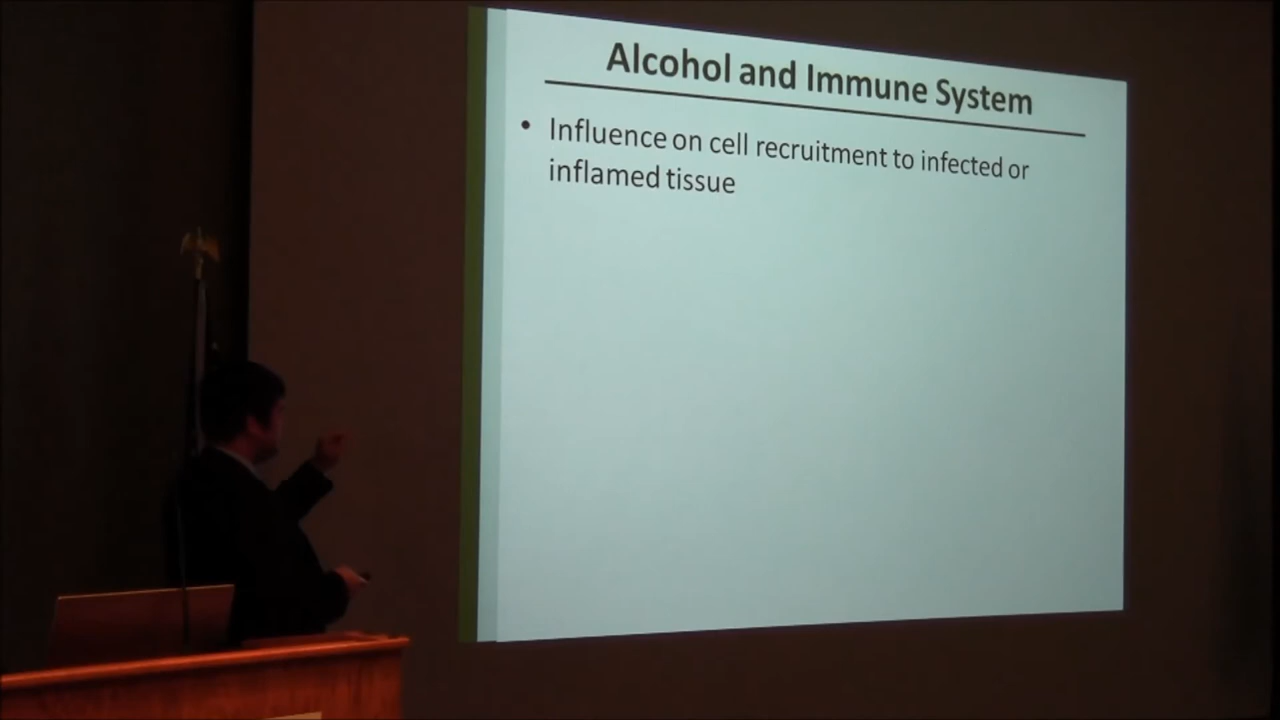 Alcohol and Immune System
• Influence on cell recruitment to infected or
inflamed tissue